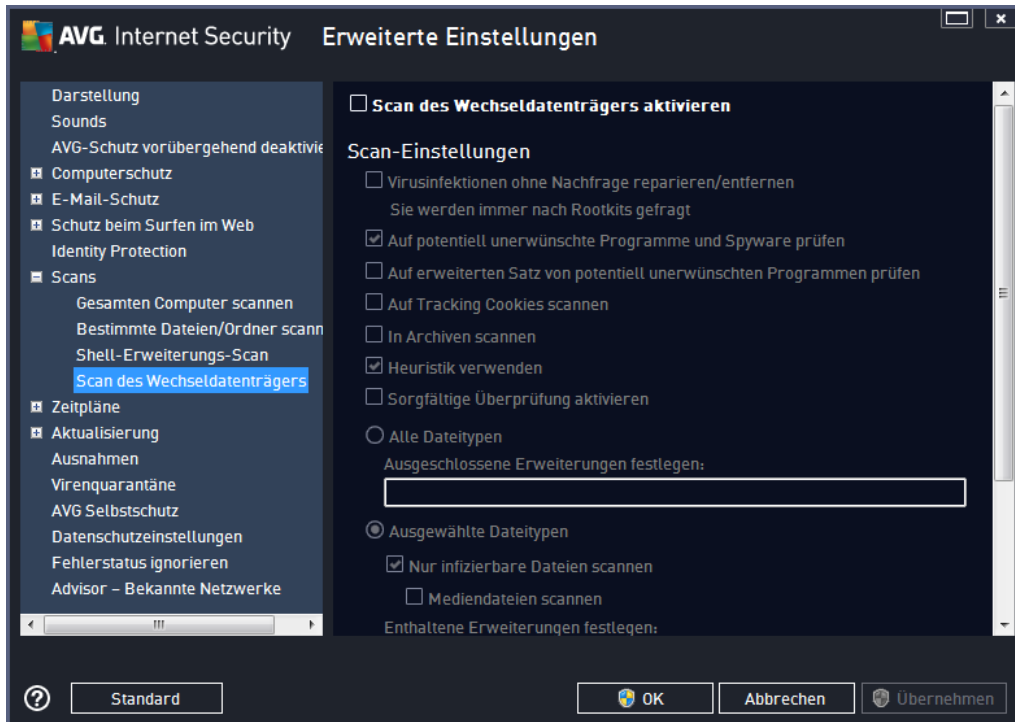 AVG. Internet Security Erweiterte Einstellungen
Darstellung
Sounds
AVG-Schutz vorübergehend deaktivie
Computerschutz
E-Mail-Schutz
Schutz beim Surfen im Web
Identity Protection
Scans
Gesamten Computer scannen
Bestimmte Dateien/Ordner scann
Shell-Erweiterungs-Scan
Scan des Wechseldatenträgers
Zeitpläne
Aktualisierung
Ausnahmen
Virenquarantäne
AVG Selbstschutz
Datenschutzeinstellungen
Fehlerstatus ignorieren
Advisor – Bekannte Netzwerke
Scan des Wechseldatenträgers aktivieren
Scan-Einstellungen
Virusinfektionen ohne Nachfrage reparieren/entfernen
Sie werden immer nach Rootkits gefragt
Auf potentiell unerwünschte Programme und Spyware prüfen
Auf erweiterten Satz von potentiell unerwünschten Programmen prüfen
Auf Tracking Cookies scannen
In Archiven scannen
Heuristik verwenden
Sorgfältige Überprüfung aktivieren
Alle Dateitypen
Ausgeschlossene Erweiterungen festlegen:
Ausgewählte Dateitypen
Nur infizierbare Dateien scannen
Mediendateien scannen
Enthaltene Erweiterungen festlegen:
Standard
OK
Abbrechen
Übernehmen